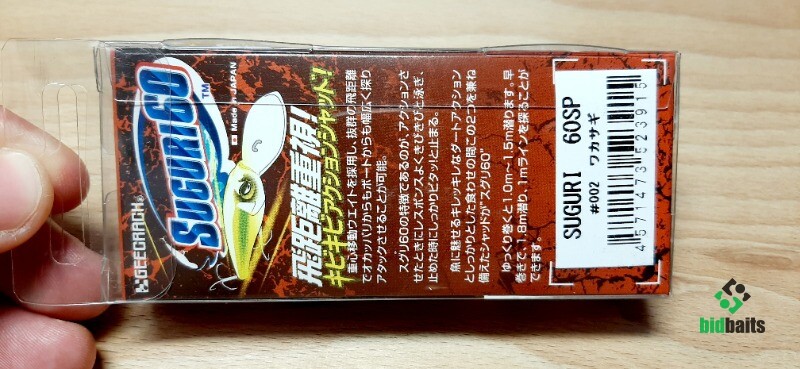 GEECRACK®
SUGURI60™
Made in JAPAN
飛距離重視!
キビキビアクションシャッド!
重心移動ウエイトを採用し、抜群の飛距離
でオカッパリからもボートからも幅広く探り
アタックさせることが可能。
スグリ60の特徴であるのが、アクションさ
せたときにレスポンスよくきびきびと泳ぎ、
止めた時にしっかりピタッと止まる。
魚に魅せるキレッキレなダートアクション
としっかりとした食わせの間この2つを兼ね
備えたシャッドが“スグリ60”
ゆっくり巻くと1.0m~1.5m潜ります。早
巻きで1.8m潜り、1mラインを探ることが
できます。
SUGURI 60SP
#002 ワカサギ
4571473523915
bidbaits